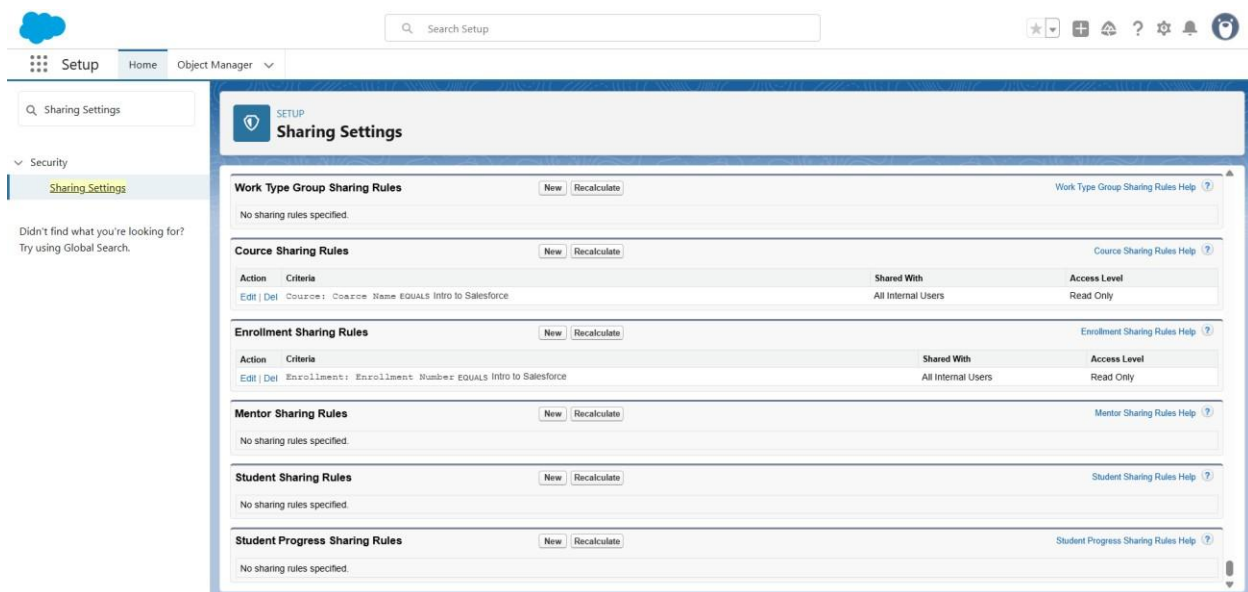 Search Setup
Setup Home Object Manager
Sharing Settings
SETUP
Sharing Settings
Security
Sharing Settings
Didn't find what you're looking for?
Try using Global Search.
Work Type Group Sharing Rules New Recalculate Work Type Group Sharing Rules Help ?
No sharing rules specified.
Cource Sharing Rules New Recalculate Cource Sharing Rules Help ?
Action Criteria Shared With Access Level
Edit | Del Cource: Coarce Name EQUALS Intro to Salesforce All Internal Users Read Only
Enrollment Sharing Rules New Recalculate Enrollment Sharing Rules Help ?
Action Criteria Shared With Access Level
Edit | Del Enrollment: Enrollment Number EQUALS Intro to Salesforce All Internal Users Read Only
Mentor Sharing Rules New Recalculate Mentor Sharing Rules Help ?
No sharing rules specified.
Student Sharing Rules New Recalculate Student Sharing Rules Help ?
No sharing rules specified.
Student Progress Sharing Rules New Recalculate Student Progress Sharing Rules Help ?
No sharing rules specified.